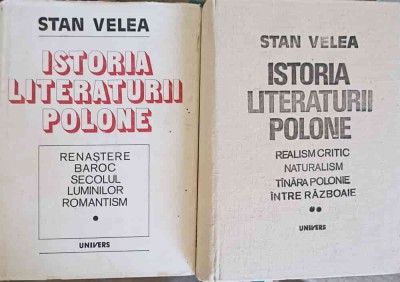 STAN VELEA
ISTORIA
LITERATURII
POLONE
RENAȘTERE
BAROC
SECOLUL
LUMINILOR
ROMANTISM
•
UNIVERS
STAN VELEA
ISTORIA
LITERATURII
POLONE
REALISM CRITIC
NATURALISM
TÎNĂRA POLONIE
ÎNTRE RĂZBOAIE
••
UNIVERS